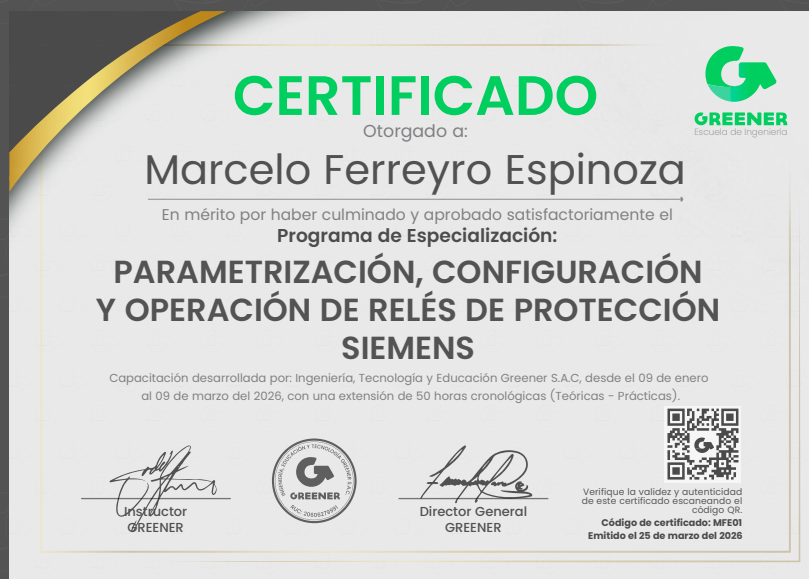 CERTIFICADO
GREENER
Escuela de Ingeniería
Otorgado a:
Marcelo Ferreyro Espinoza
En mérito por haber culminado y aprobado satisfactoriamente el
Programa de Especialización:
PARAMETRIZACIÓN, CONFIGURACIÓN
Y OPERACIÓN DE RELÉS DE PROTECCIÓN
SIEMENS
Capacitación desarrollada por: Ingeniería, Tecnología y Educación Greener S.A.C, desde el 09 de enero
al 09 de marzo del 2026, con una extensión de 50 horas cronológicas (Teóricas - Prácticas).
Instructor
GREENER
INGENIERÍA, EDUCACIÓN Y TECNOLOGÍA GREENER S.A.C.
GREENER
Director General
GREENER
Verifique la validez y autenticidad
de este certificado escaneando el
código QR.
Código de certificado: MFE01
Emitido el 25 de marzo del 2026